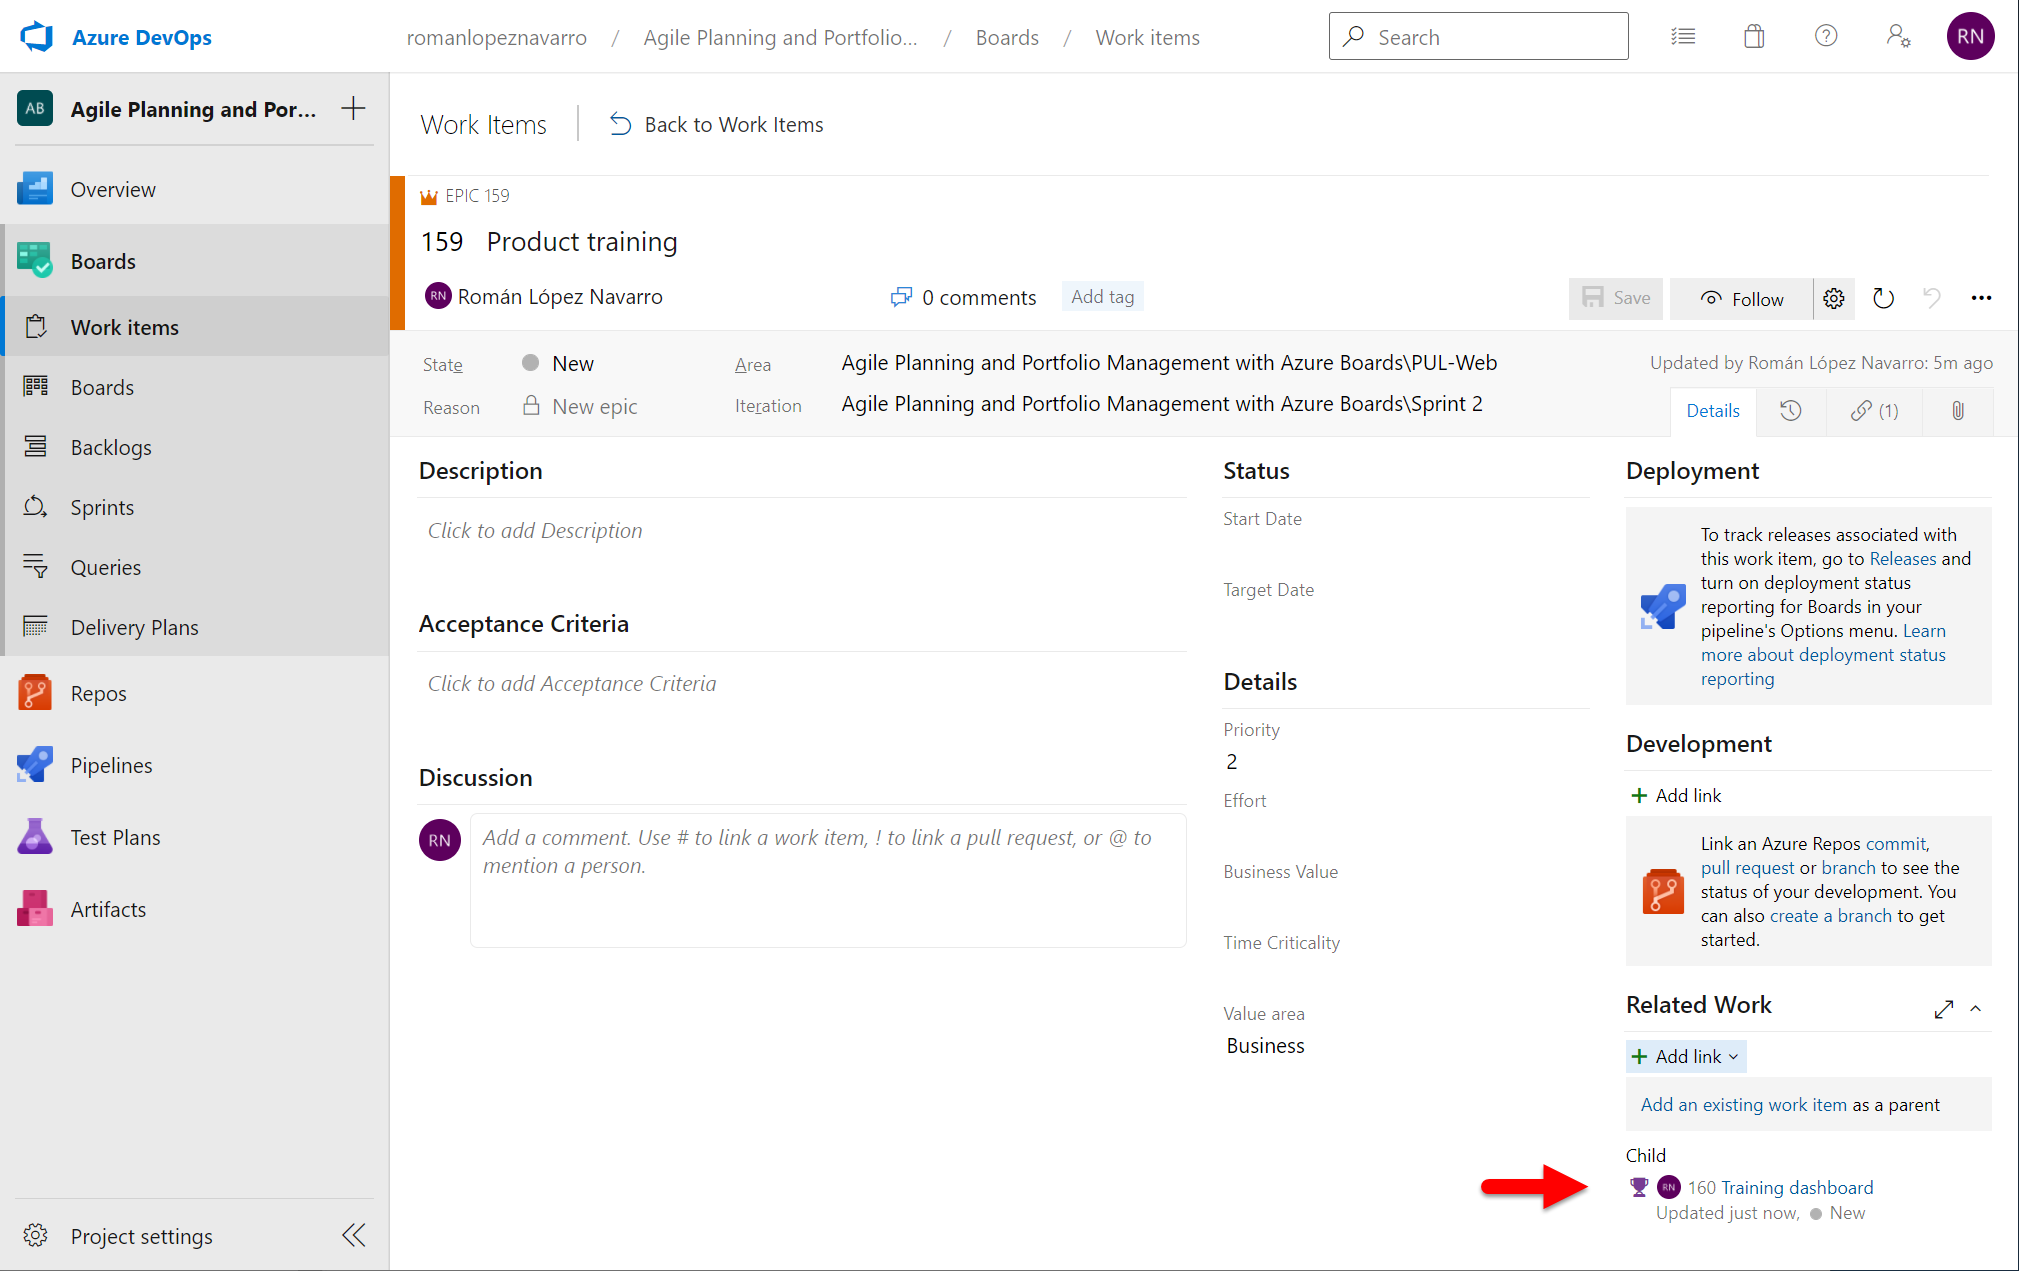 Azure DevOps
romanlopeznavarro / Agile Planning and Portfolio... / Boards / Work items
Search
RN
AB Agile Planning and Por...
Overview
Boards
Work items
Boards
Backlogs
Sprints
Queries
Delivery Plans
Repos
Pipelines
Test Plans
Artifacts
Project settings
Work Items
Back to Work Items
EPIC 159
159 Product training
RN Román López Navarro
0 comments
Add tag
Save
Follow
State New
Reason New epic
Area Agile Planning and Portfolio Management with Azure Boards\PUL-Web
Iteration Agile Planning and Portfolio Management with Azure Boards\Sprint 2
Updated by Román López Navarro: 5m ago
Details
(1)
Description
Click to add Description
Acceptance Criteria
Click to add Acceptance Criteria
Discussion
RN
Add a comment. Use # to link a work item, ! to link a pull request, or @ to
mention a person.
Status
Start Date
Target Date
Details
Priority
2
Effort
Business Value
Time Criticality
Value area
Business
Deployment
To track releases associated with
this work item, go to Releases and
turn on deployment status
reporting for Boards in your
pipeline's Options menu. Learn
more about deployment status
reporting
Development
+ Add link
Link an Azure Repos commit,
pull request or branch to see the
status of your development. You
can also create a branch to get
started.
Related Work
+ Add link
Add an existing work item as a parent
Child
RN 160 Training dashboard
Updated just now, New